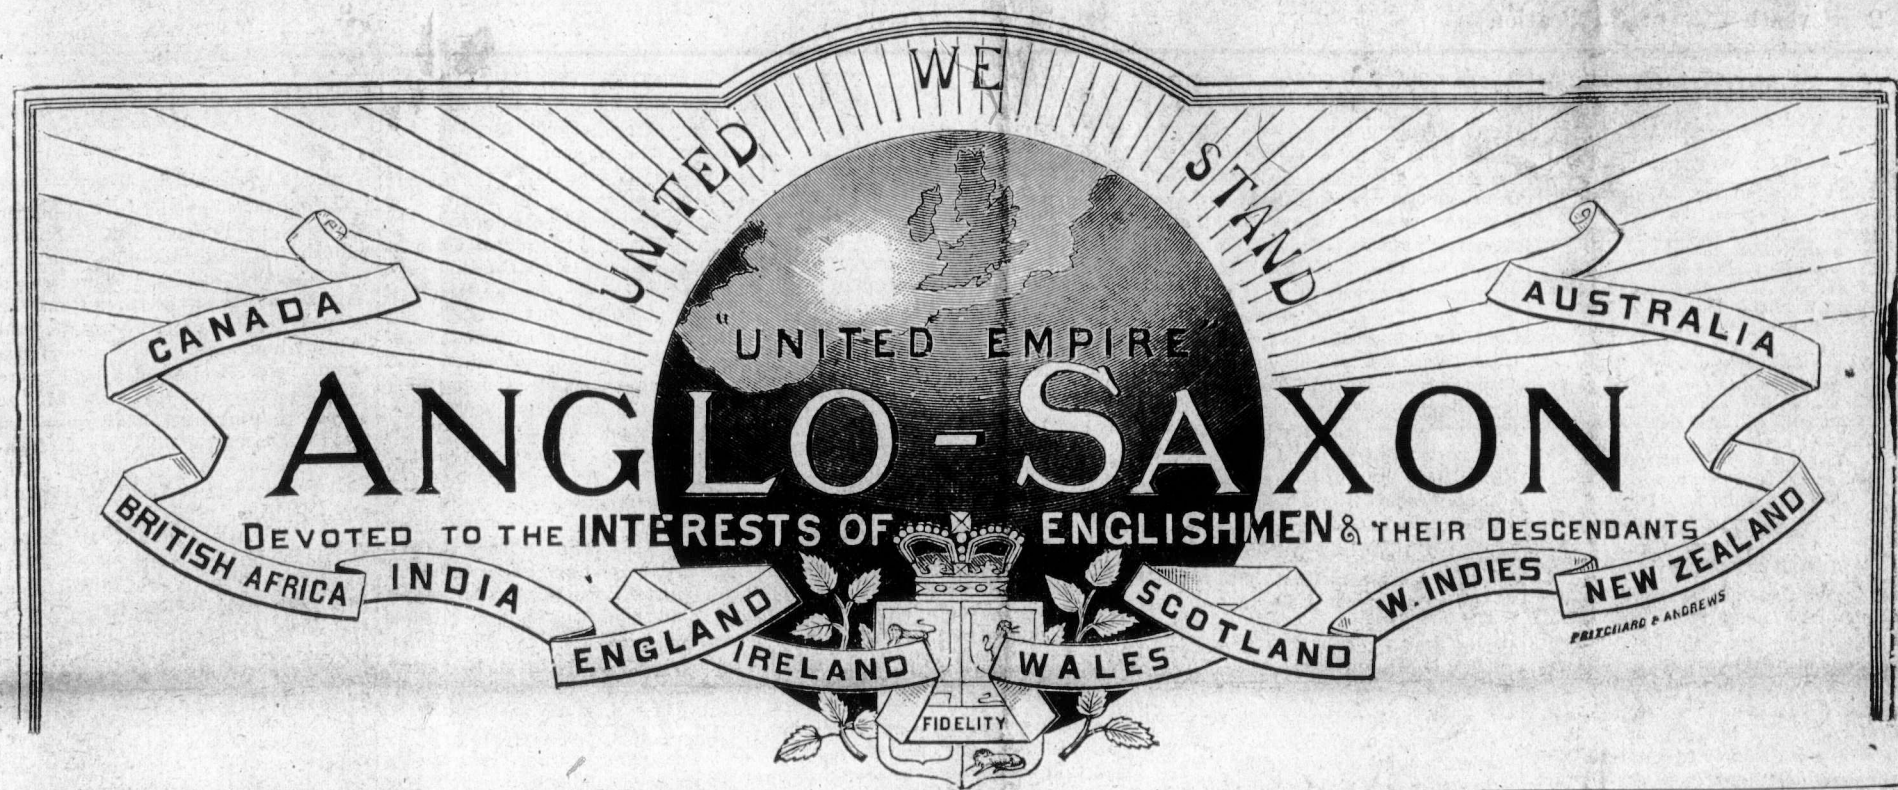 UNITED WE STAND
"UNITED EMPIRE"
ANGLO-SAXON
DEVOTED TO THE INTERESTS OF ENGLISHMEN & THEIR DESCENDANTS
CANADA
BRITISH AFRICA
INDIA
ENGLAND
IRELAND
WALES
SCOTLAND
W. INDIES
NEW ZEALAND
AUSTRALIA
FIDELITY
PRITCHARD & ANDREWS